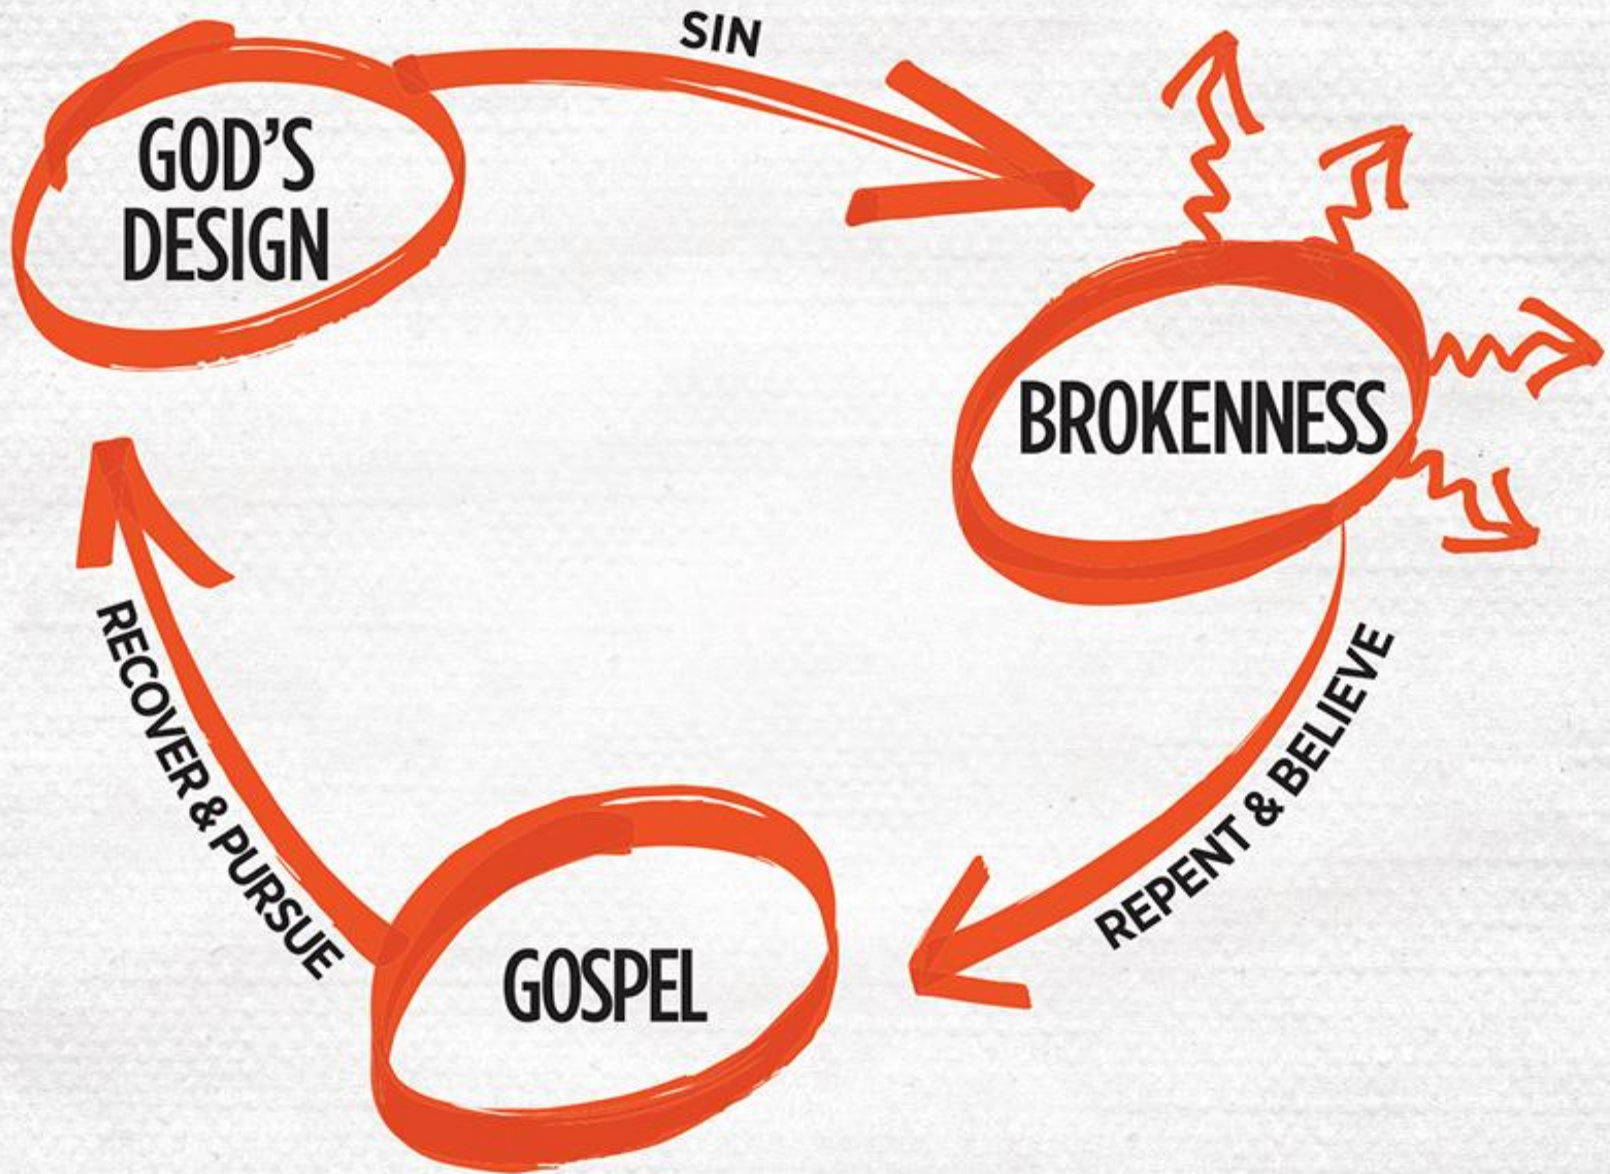 SIN
GOD'S
DESIGN
BROKENNESS
REPENT & BELIEVE
GOSPEL
RECOVER & PURSUE